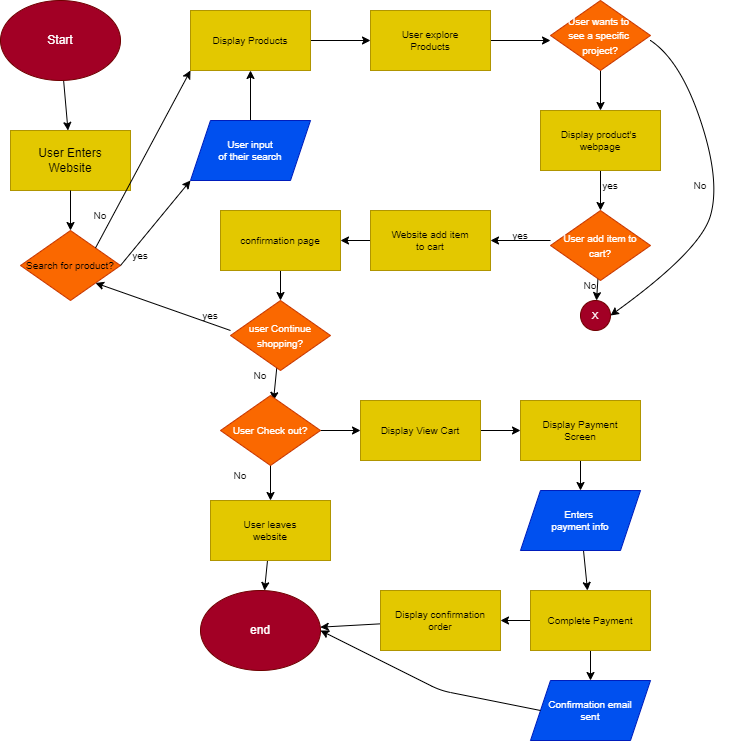 Start
Display Products
User explore
Products
User wants to
see a specific
project?
User Enters
Website
User input
of their search
Display product's
webpage
yes
No
No
yes
Search for product?
confirmation page
Website add item
to cart
yes
User add item to
cart?
No
X
yes
user Continue
shopping?
No
User Check out?
Display View Cart
Display Payment
Screen
No
User leaves
website
Enters
payment info
end
Display confirmation
order
Complete Payment
Confirmation email
sent